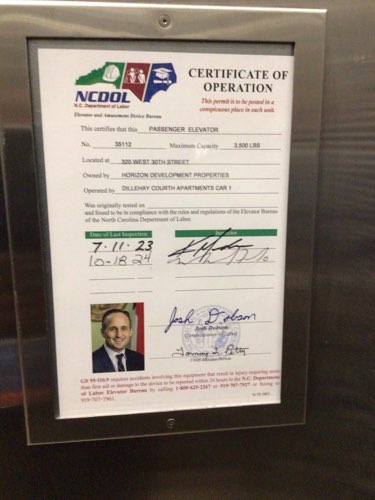 NCDOL
N.C. Department of Labor
Elevator and Amusement Device Bureau
CERTIFICATE OF
OPERATION
This permit is to be posted in a
conspicuous place in each unit.
This certifies that this PASSENGER ELEVATOR
No. 35112 Maximum Capacity 3,500 LBS
Located at 320 WEST 30TH STREET
Owned by HORIZON DEVELOPMENT PROPERTIES
Operated by DILLEHAY COURTH APARTMENTS CAR 1
Was originally tested on
and found to be in compliance with the rules and regulations of the Elevator Bureau
of the North Carolina Department of Labor.
Date of Last Inspection Inspector
7-11-23
10-18-24
Josh Dobson
Josh Dobson
Commissioner of Labor
Chief Elevator Bureau
GS 95-110.9 requires accidents involving this equipment that result in injury requiring more
than first aid or damage to the device to be reported within 24 hours to the N.C. Department
of Labor Elevator Bureau by calling 1-800-625-2267 or 919-707-7927 or faxing to
919-707-7961.